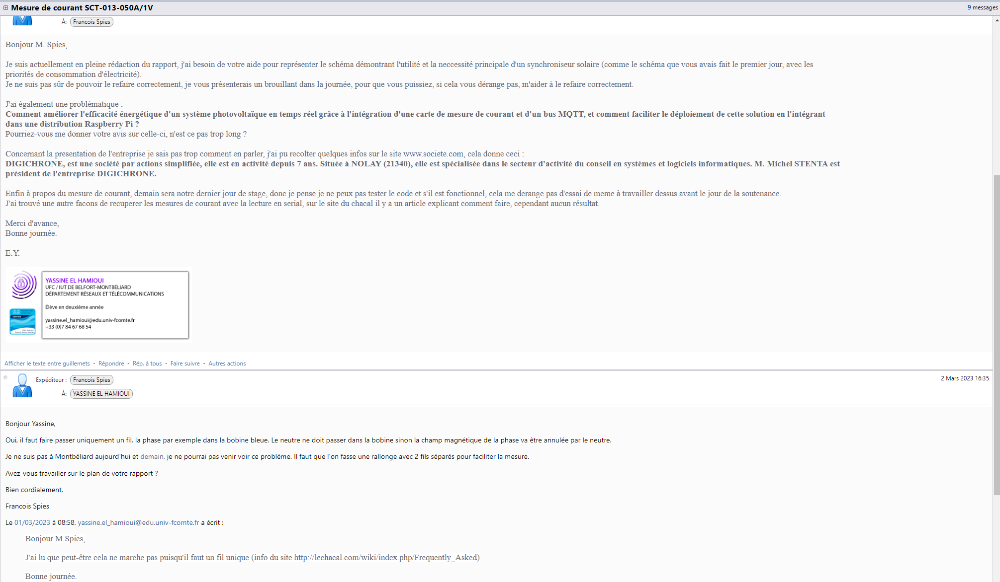 Mesure de courant SCT-013-050A/1V
9 messages
À: Francois Spies
Bonjour M. Spies,
Je suis actuellement en pleine rédaction du rapport, j'ai besoin de votre aide pour représenter le schéma démontrant l'utilité et la neccessité principale d'un synchroniseur solaire (comme le schéma que vous avais fait le premier jour, avec les
priorités de consommation d'électricité).
Je ne suis pas sûr de pouvoir le refaire correctement, je vous présenterais un brouillant dans la journée, pour que vous puissiez, si cela vous dérange pas, m'aider à le refaire correctement.
J'ai également une problématique :
Comment améliorer l'efficacité énergétique d'un système photovoltaïque en temps réel grâce à l'intégration d'une carte de mesure de courant et d'un bus MQTT, et comment faciliter le déploiement de cette solution en l'intégrant
dans une distribution Raspberry Pi ?
Pourriez-vous me donner votre avis sur celle-ci, n'est ce pas trop long ?
Concernant la presentation de l'entreprise je sais pas trop comment en parler, j'ai pu recolter quelques infos sur le site www.societe.com, cela donne ceci :
DIGICHRONE, est une société par actions simplifiée, elle est en activité depuis 7 ans. Située à NOLAY (21340), elle est spécialisée dans le secteur d'activité du conseil en systèmes et logiciels informatiques. M. Michel STENTA est
président de l'entreprise DIGICHRONE.
Enfin à propos du mesure de courant, demain sera notre dernier jour de stage, donc je pense je ne peux pas tester le code et s'il est fonctionnel, cela me derange pas d'essai de meme à travailler dessus avant le jour de la soutenance.
J'ai trouvé une autre facons de recuperer les mesures de courant avec la lecture en serial, sur le site du chacal il y a un article explicant comment faire, cependant aucun résultat.
Merci d'avance,
Bonne journée.
E.Y.
YASSINE EL HAMIOUI
UFC / IUT DE BELFORT-MONTBÉLIARD
DÉPARTEMENT RÉSEAUX ET TÉLÉCOMMUNICATIONS
Élève en deuxième année
yassine.el_hamioui@edu.univ-fcomte.fr
+33 (0)7 84 67 68 54
Verified
Afficher le texte entre guillemets - Répondre - Rép. à tous - Faire suivre - Autres actions
Expéditeur : Francois Spies
2 Mars 2023 16:35
À: YASSINE EL HAMIOUI
Bonjour Yassine,
Oui, il faut faire passer uniquement un fil, la phase par exemple dans la bobine bleue. Le neutre ne doit passer dans la bobine sinon la champ magnétique de la phase va être annulée par le neutre.
Je ne suis pas à Montbéliard aujourd'hui et demain, je ne pourrai pas venir voir ce problème. Il faut que l'on fasse une rallonge avec 2 fils séparés pour faciliter la mesure.
Avez-vous travailler sur le plan de votre rapport ?
Bien cordialement,
Francois Spies
Le 01/03/2023 à 08:58, yassine.el_hamioui@edu.univ-fcomte.fr a écrit :
Bonjour M.Spies,
J'ai lu que peut-être cela ne marche pas puisqu'il faut un fil unique (info du site http://lechacal.com/wiki/index.php/Frequently_Asked)
Bonne journée.